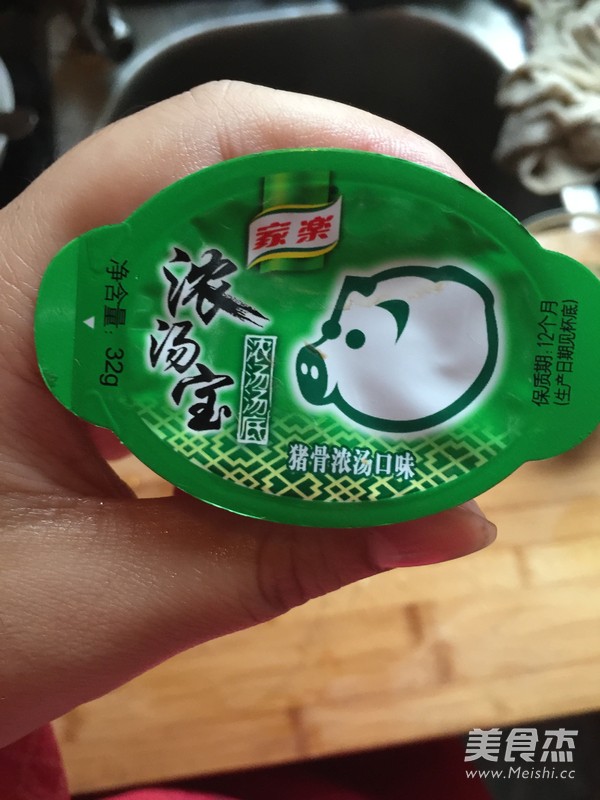 家楽
浓汤宝
浓汤汤底
猪骨浓汤口味
净含量：32g
保质期：12个月
(生产日期见杯底)
美食杰
www.Meishi.cc